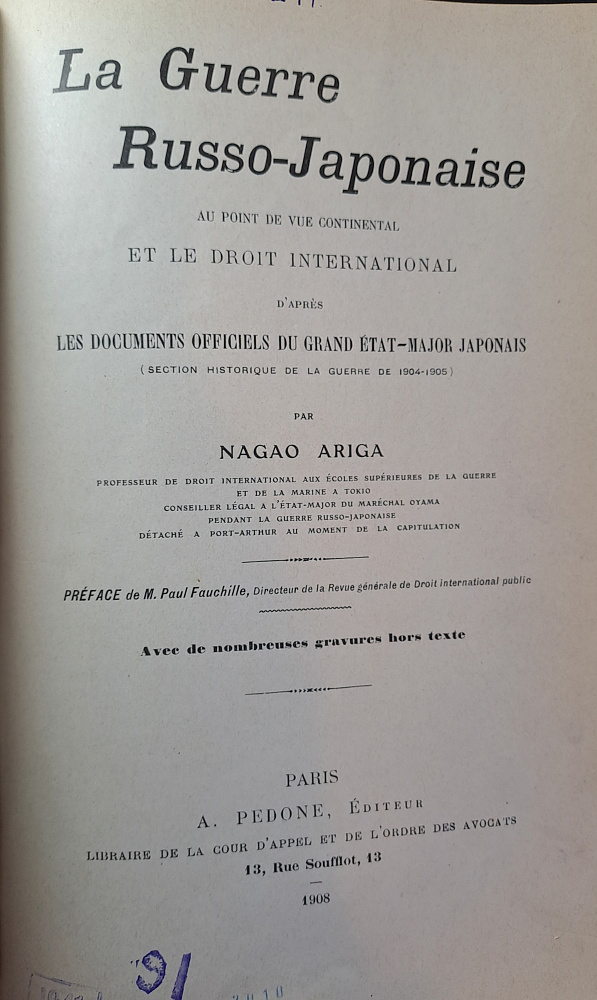 La Guerre
Russo-Japonaise
AU POINT DE VUE CONTINENTAL
ET LE DROIT INTERNATIONAL
D'APRÈS
LES DOCUMENTS OFFICIELS DU GRAND ÉTAT-MAJOR JAPONAIS
(SECTION HISTORIQUE DE LA GUERRE DE 1904-1905)
PAR
NAGAO ARIGA
PROFESSEUR DE DROIT INTERNATIONAL AUX ÉCOLES SUPÉRIEURES DE LA GUERRE
ET DE LA MARINE A TOKIO
CONSEILLER LÉGAL A L'ÉTAT-MAJOR DU MARÉCHAL OYAMA
PENDANT LA GUERRE RUSSO-JAPONAISE
DÉTACHÉ A PORT-ARTHUR AU MOMENT DE LA CAPITULATION
PRÉFACE de M. Paul Fauchille, Directeur de la Revue générale de Droit international public
Avec de nombreuses gravures hors texte
PARIS
A. PEDONE, ÉDITEUR
LIBRAIRE DE LA COUR D'APPEL ET DE L'ORDRE DES AVOCATS
13, Rue Soufflot, 13
1908
91